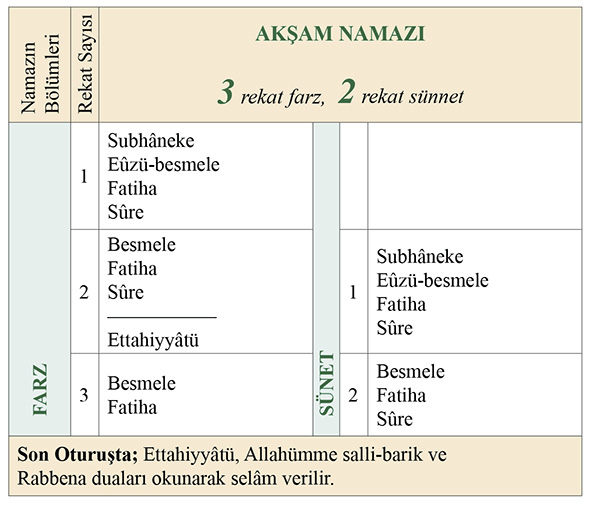 Namazın
Bölümleri
Rekat Sayısı
AKŞAM NAMAZI
3 rekat farz, 2 rekat sünnet
FARZ
1
Subhâneke
Eûzü-besmele
Fatiha
Sûre
2
Besmele
Fatiha
Sûre
Ettahiyyâtü
3
Besmele
Fatiha
SÜNET
1
Subhâneke
Eûzü-besmele
Fatiha
Sûre
2
Besmele
Fatiha
Sûre
Son Oturuşta; Ettahiyyâtü, Allahümme salli-barik ve
Rabbena duaları okunarak selâm verilir.